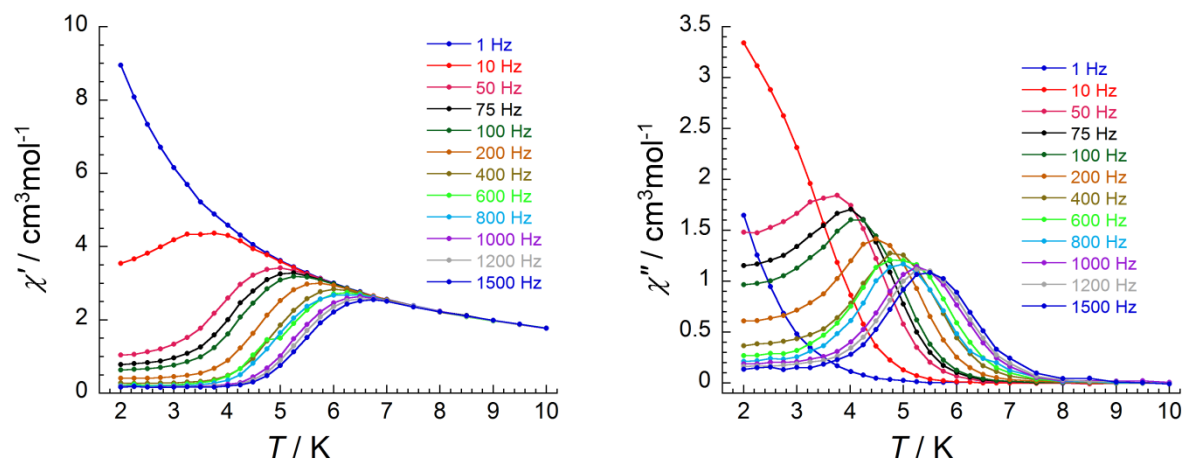 10
8
6
4
2
0
χ′ / cm³mol⁻¹
2 3 4 5 6 7 8 9 10
T / K
1 Hz
10 Hz
50 Hz
75 Hz
100 Hz
200 Hz
400 Hz
600 Hz
800 Hz
1000 Hz
1200 Hz
1500 Hz
3.5
3
2.5
2
1.5
1
0.5
0
χ″ / cm³mol⁻¹
2 3 4 5 6 7 8 9 10
T / K
1 Hz
10 Hz
50 Hz
75 Hz
100 Hz
200 Hz
400 Hz
600 Hz
800 Hz
1000 Hz
1200 Hz
1500 Hz